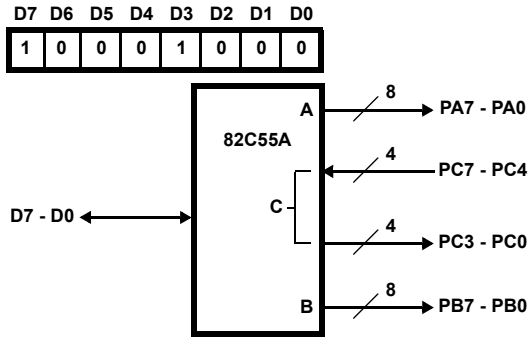 D7 D6 D5 D4 D3 D2 D1 D0
1 0 0 0 1 0 0 0
A 8 PA7 - PA0
82C55A
4 PC7 - PC4
C
D7 - D0
4 PC3 - PC0
B 8 PB7 - PB0